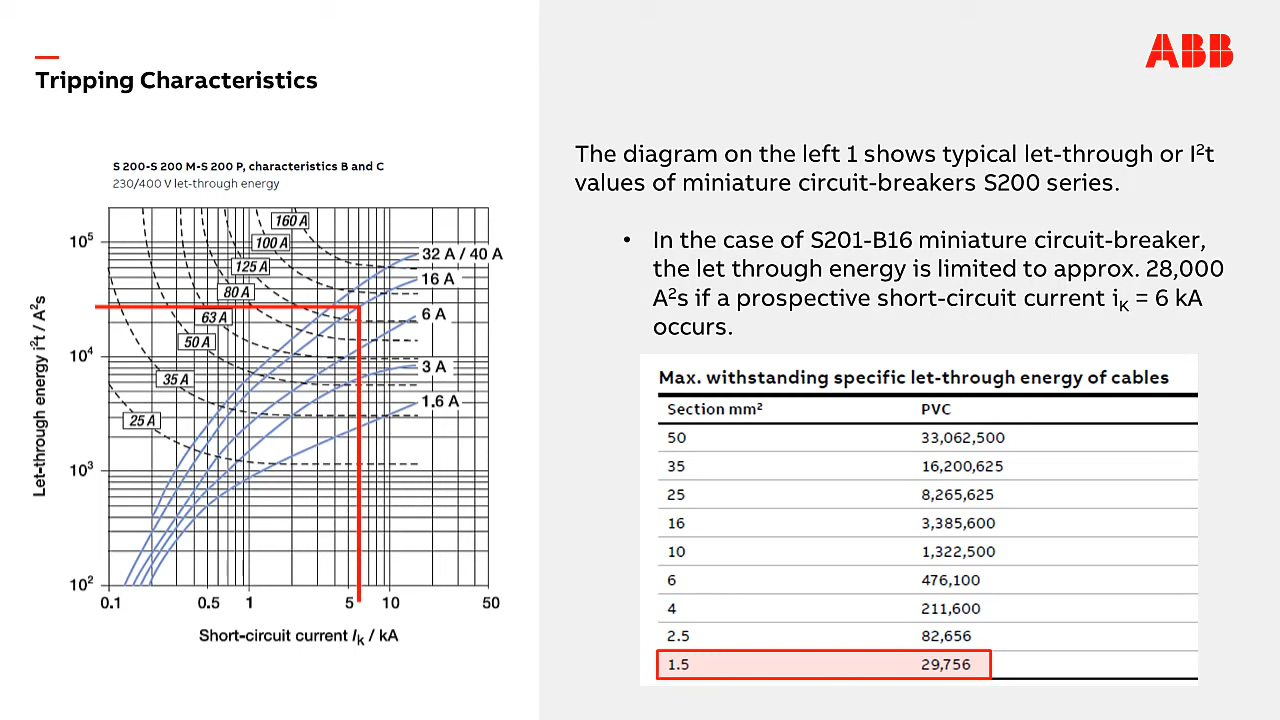 ABB
Tripping Characteristics
S 200-S 200 M-S 200 P, characteristics B and C
230/400 V let-through energy
Let-through energy i²t / A²s
10⁵
10⁴
10³
10²
160 A
100 A
125 A
80 A
63 A
50 A
35 A
25 A
32 A / 40 A
16 A
6 A
3 A
1.6 A
0.1 0.5 1 5 10 50
Short-circuit current Iₖ / kA
The diagram on the left 1 shows typical let-through or I²t
values of miniature circuit-breakers S200 series.
• In the case of S201-B16 miniature circuit-breaker,
the let through energy is limited to approx. 28,000
A²s if a prospective short-circuit current iK = 6 kA
occurs.
Max. withstanding specific let-through energy of cables
Section mm² PVC
50 33,062,500
35 16,200,625
25 8,265,625
16 3,385,600
10 1,322,500
6 476,100
4 211,600
2.5 82,656
1.5 29,756